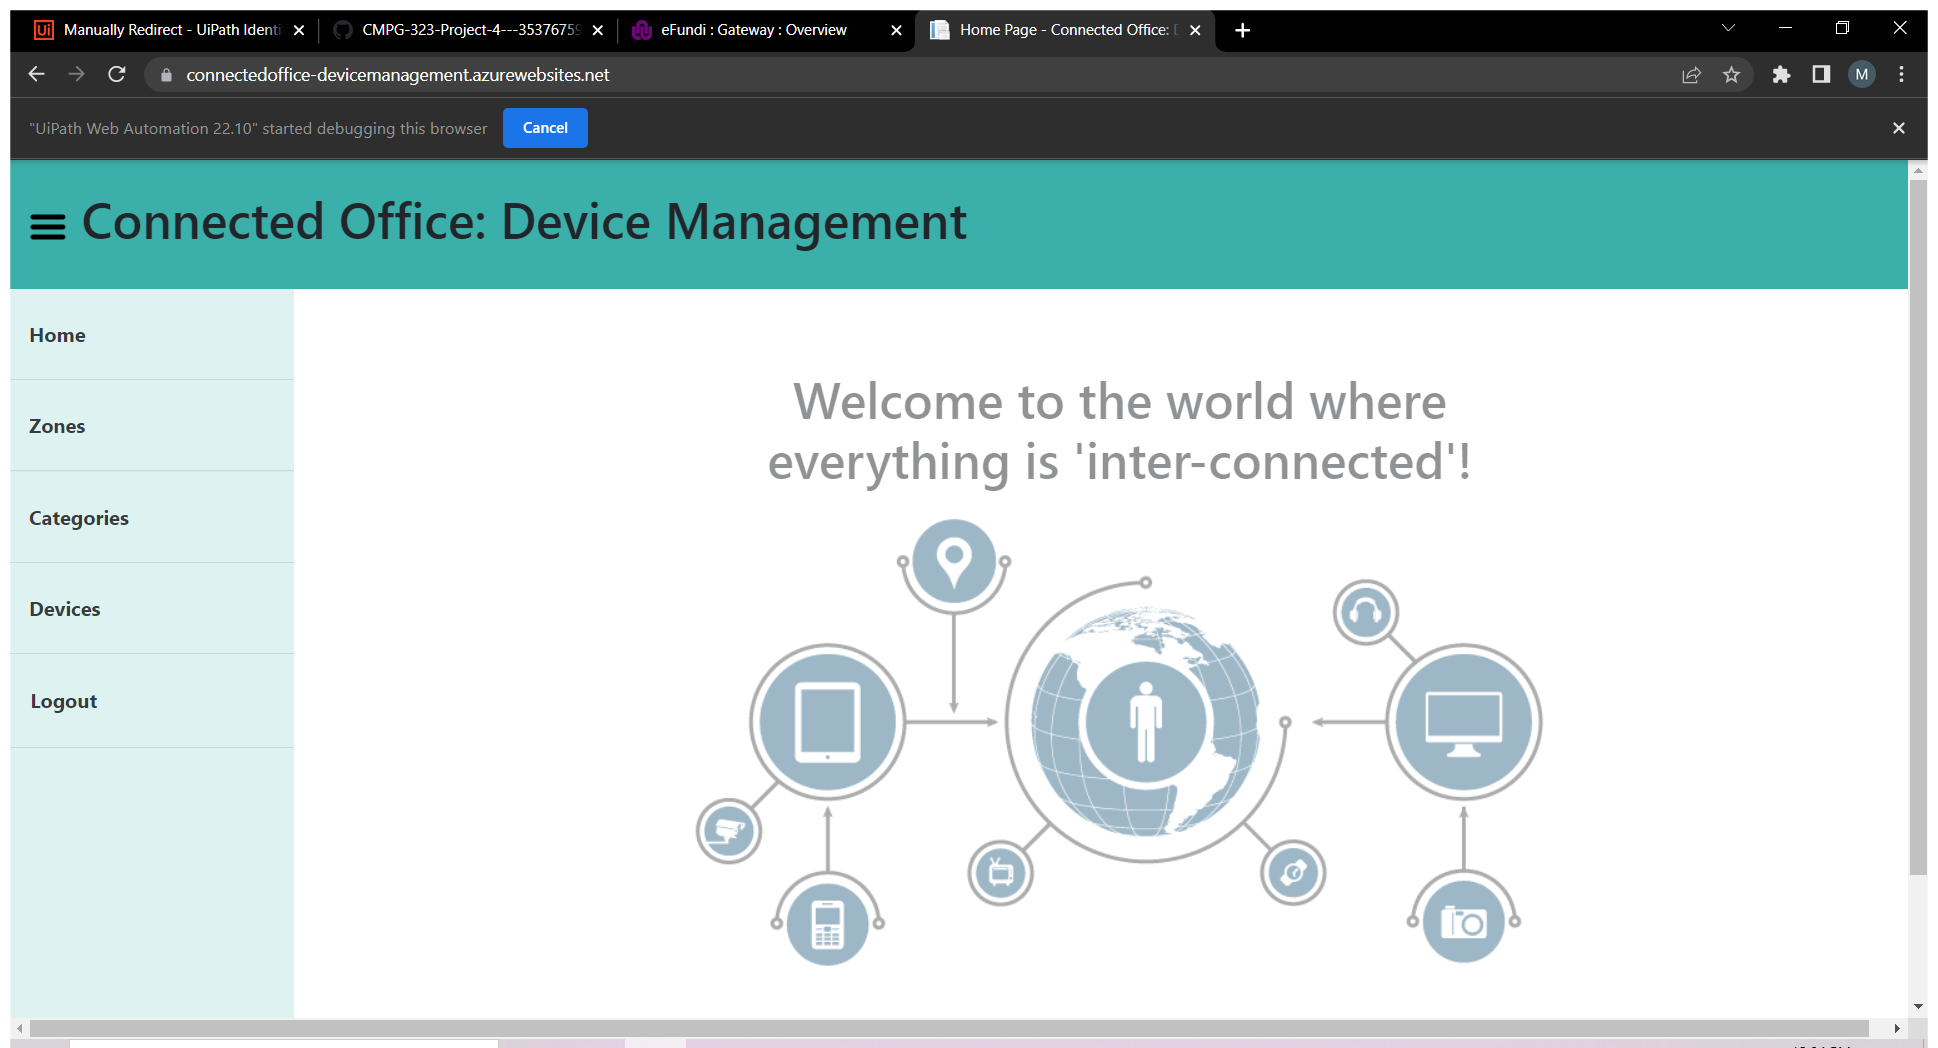 Manually Redirect - UiPath Identi
CMPG-323-Project-4---35376759
eFundi : Gateway : Overview
Home Page - Connected Office: D
connectedoffice-devicemanagement.azurewebsites.net
M
"UiPath Web Automation 22.10" started debugging this browser
Cancel
Connected Office: Device Management
Home
Zones
Categories
Devices
Logout
Welcome to the world where
everything is 'inter-connected'!